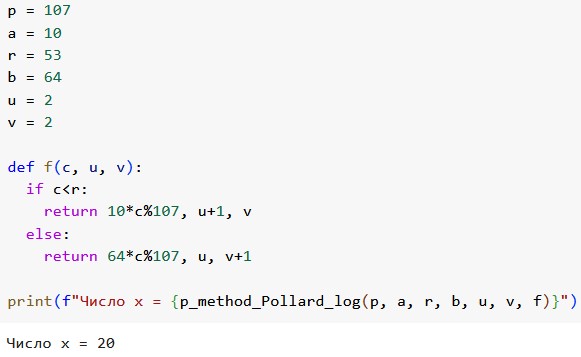 p = 107
a = 10
r = 53
b = 64
u = 2
v = 2
def f(c, u, v):
  if c<r:
    return 10*c%107, u+1, v
  else:
    return 64*c%107, u, v+1
print(f"Число x = {p_method_Pollard_log(p, a, r, b, u, v, f)}")
Число x = 20